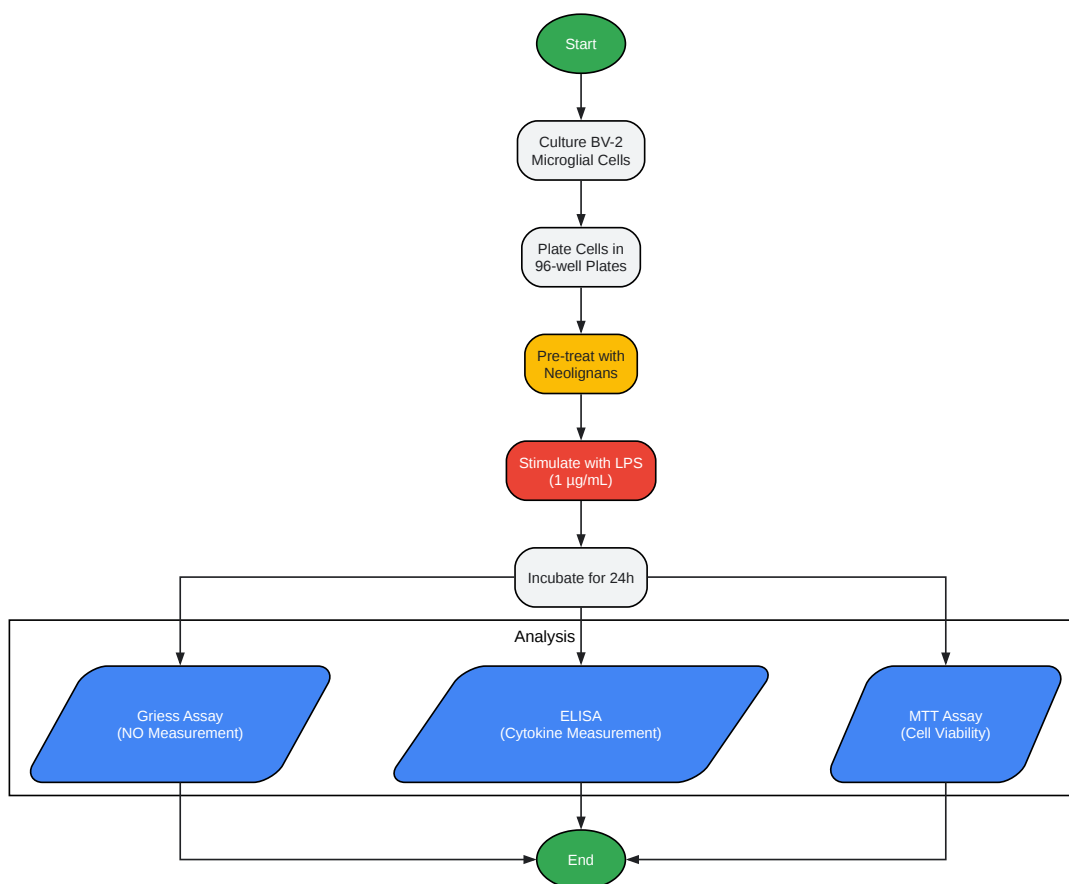 Start
Culture BV-2
Microglial Cells
Plate Cells in
96-well Plates
Pre-treat with
Neolignans
Stimulate with LPS
(1 µg/mL)
Incubate for 24h
Analysis
Griess Assay
(NO Measurement)
ELISA
(Cytokine Measurement)
MTT Assay
(Cell Viability)
End